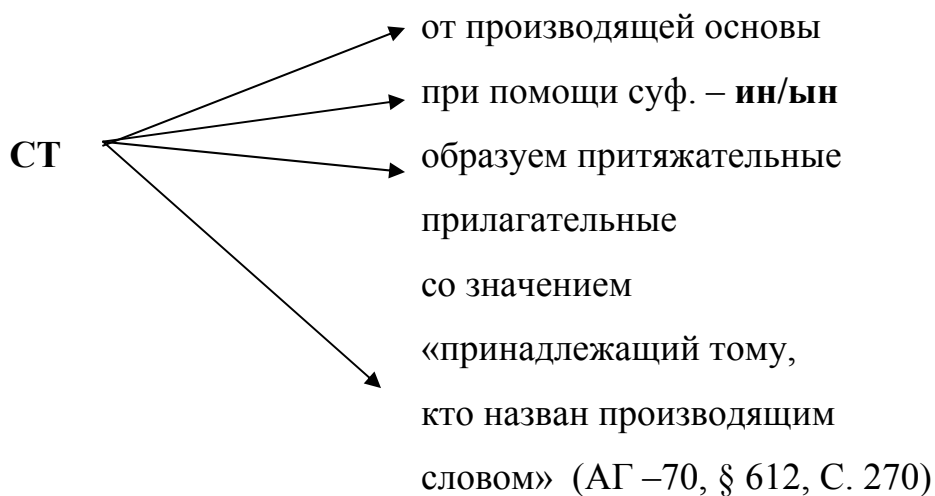 от производящей основы
при помощи суф. – ин/ын
СТ
образуем притяжательные
прилагательные
со значением
«принадлежащий тому,
кто назван производящим
словом» (АГ –70, § 612, С. 270)